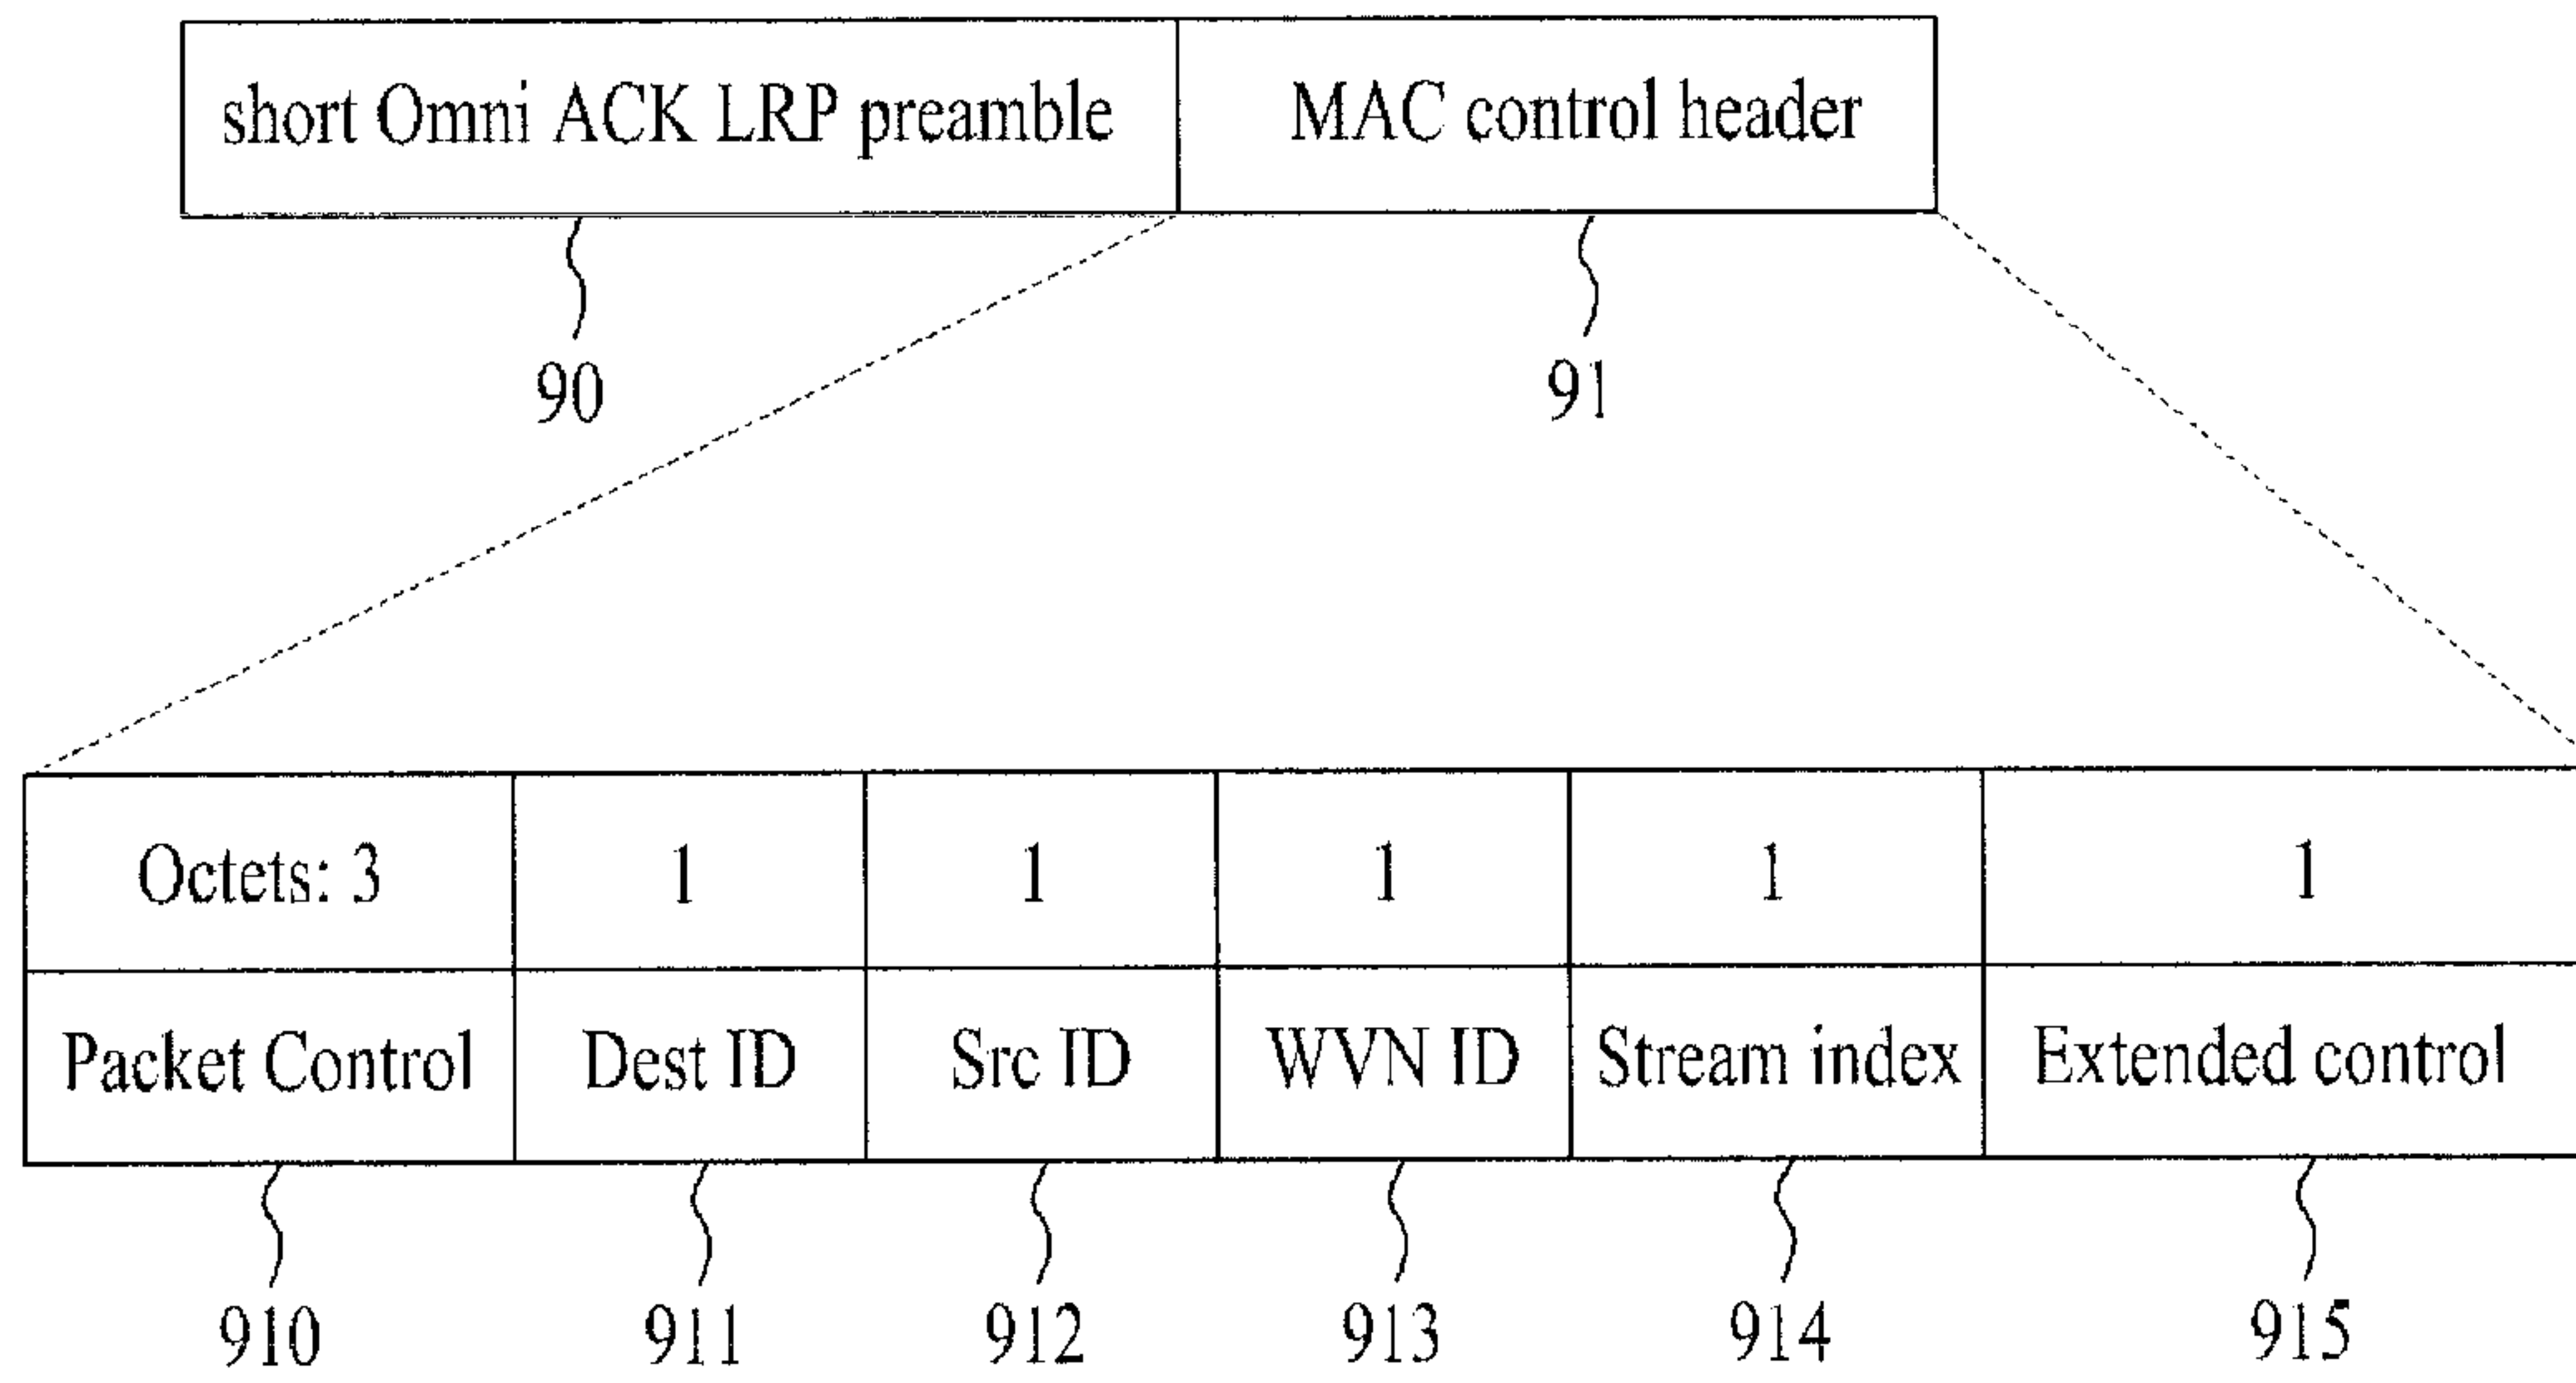 short Omni ACK LRP preamble
MAC control header
90
91
Octets: 3
1
1
1
1
1
Packet Control
Dest ID
Src ID
WVN ID
Stream index
Extended control
910
911
912
913
914
915